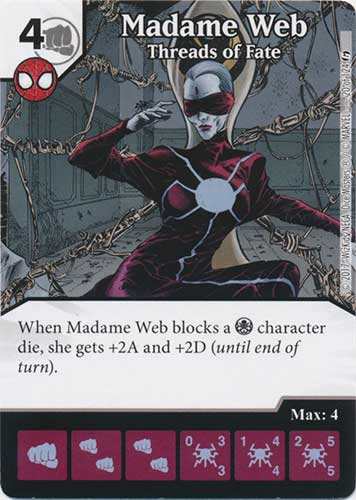 4
Madame Web
Threads of Fate
When Madame Web blocks a
character
die, she gets +2A and +2D (until end of
turn).
Max: 4
0 3 3
1 4 4
2 5 5